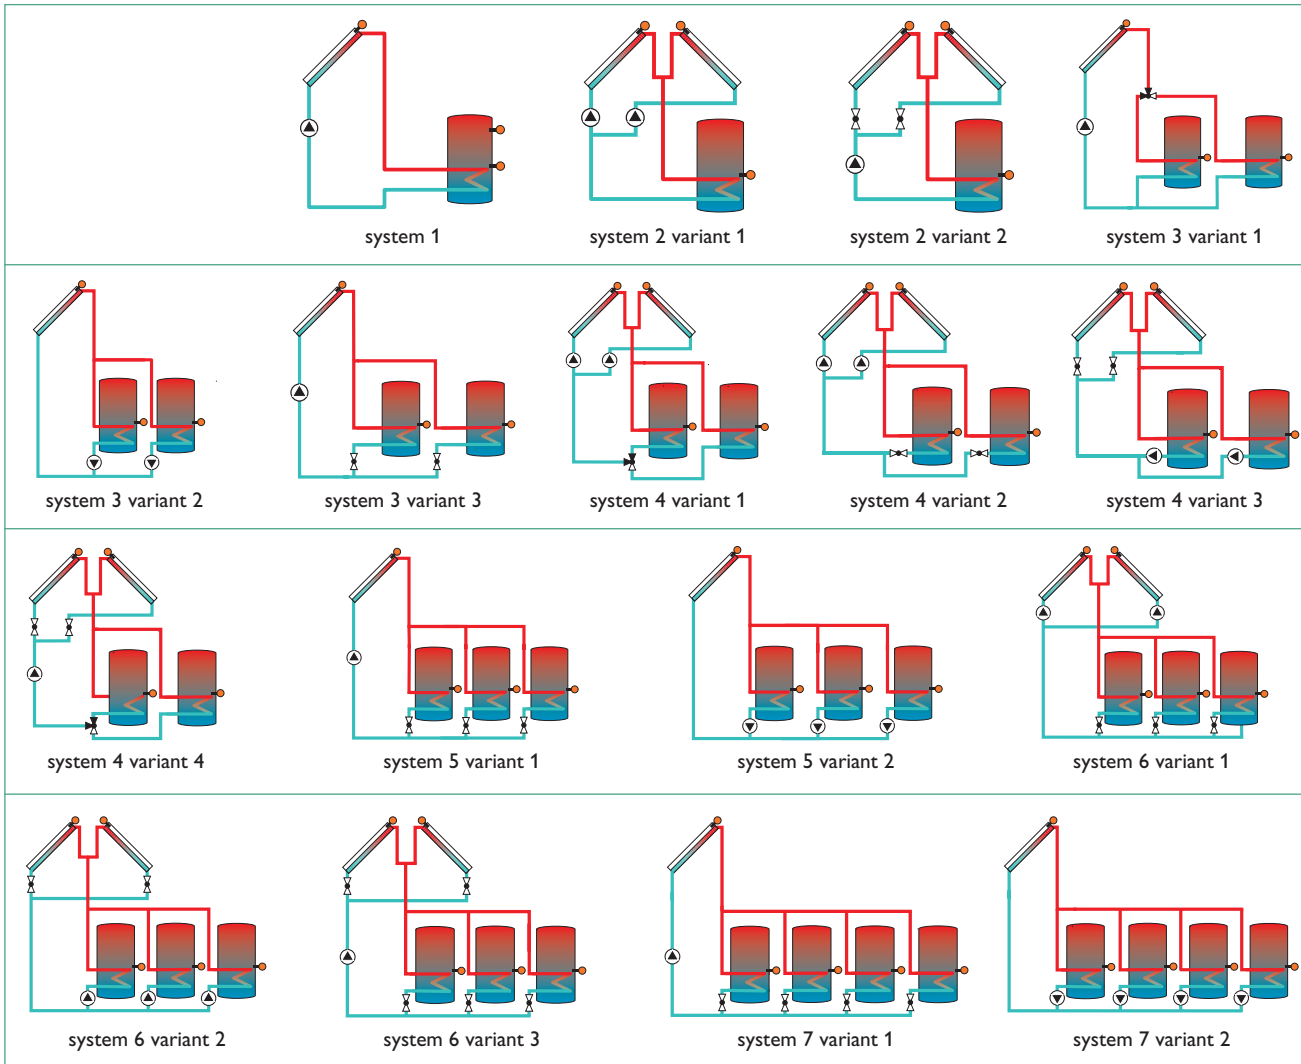 system 1
system 2 variant 1
system 2 variant 2
system 3 variant 1
system 3 variant 2
system 3 variant 3
system 4 variant 1
system 4 variant 2
system 4 variant 3
system 4 variant 4
system 5 variant 1
system 5 variant 2
system 6 variant 1
system 6 variant 2
system 6 variant 3
system 7 variant 1
system 7 variant 2